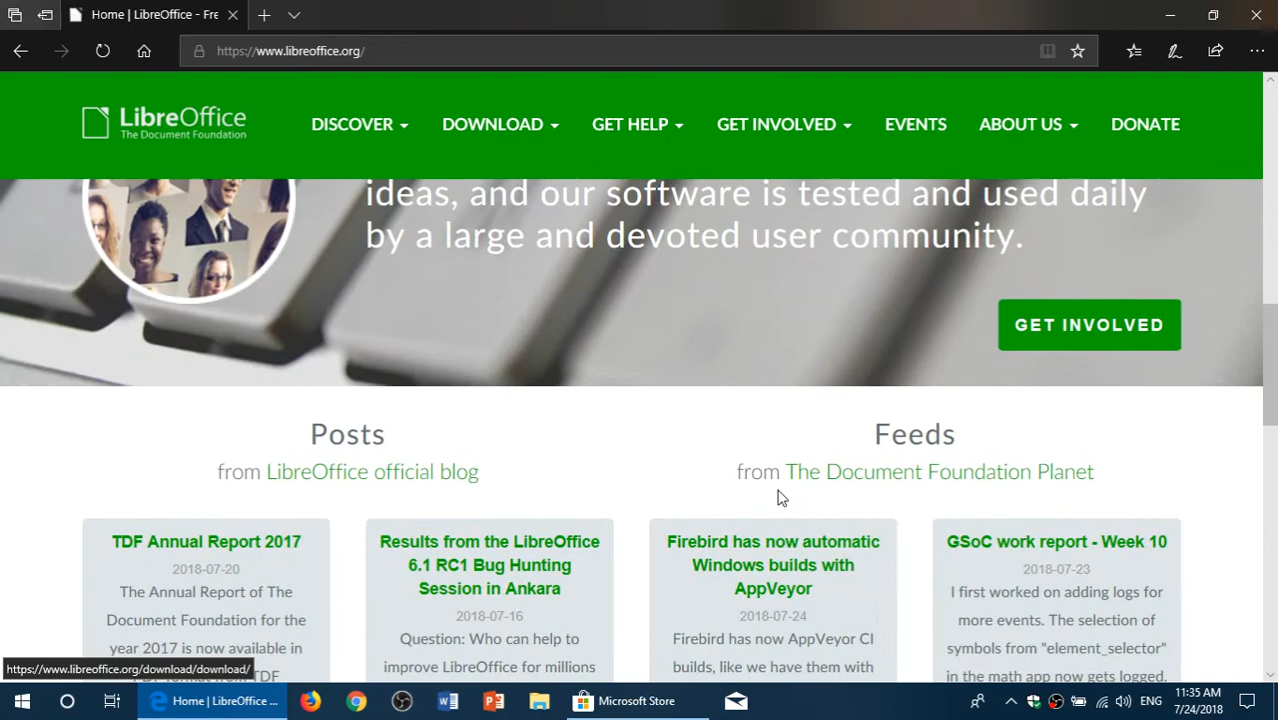 Home | LibreOffice - Fre
https://www.libreoffice.org/
LibreOffice
The Document Foundation
DISCOVER
DOWNLOAD
GET HELP
GET INVOLVED
EVENTS
ABOUT US
DONATE
ideas, and our software is tested and used daily
by a large and devoted user community.
GET INVOLVED
Posts
from LibreOffice official blog
Feeds
from The Document Foundation Planet
TDF Annual Report 2017
2018-07-20
The Annual Report of The
Document Foundation for the
year 2017 is now available in
Results from the LibreOffice
6.1 RC1 Bug Hunting
Session in Ankara
2018-07-16
Question: Who can help to
improve LibreOffice for millions
Firebird has now automatic
Windows builds with
AppVeyor
2018-07-24
Firebird has now AppVeyor CI
builds, like we have them with
GSoC work report - Week 10
2018-07-23
I first worked on adding logs for
more events. The selection of
symbols from "element_selector"
in the math app now gets logged.
https://www.libreoffice.org/download/download/
Home | LibreOffice ...
Microsoft Store
ENG
11:35 AM
7/24/2018